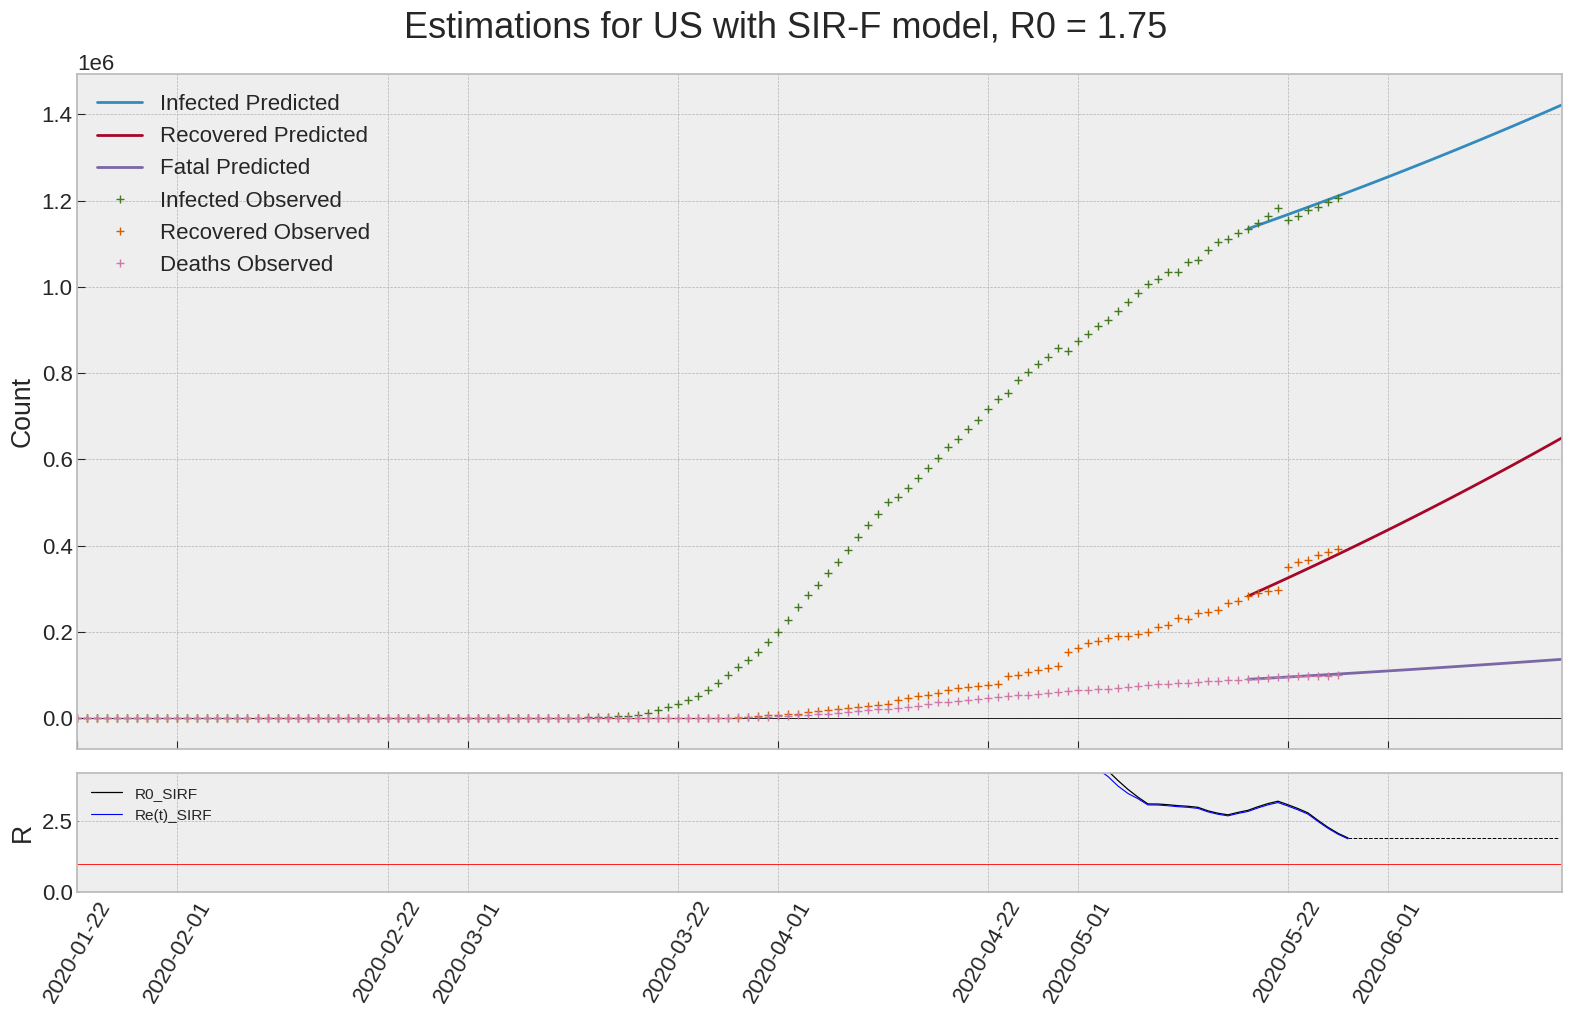 Estimations for US with SIR-F model, R0 = 1.75
1e6
Infected Predicted
Recovered Predicted
Fatal Predicted
Infected Observed
Recovered Observed
Deaths Observed
1.4
1.2
1.0
0.8
0.6
0.4
0.2
0.0
Count
R0_SIRF
Re(t)_SIRF
2.5
0.0
R
2020-01-22
2020-02-01
2020-02-22
2020-03-01
2020-03-22
2020-04-01
2020-04-22
2020-05-01
2020-05-22
2020-06-01